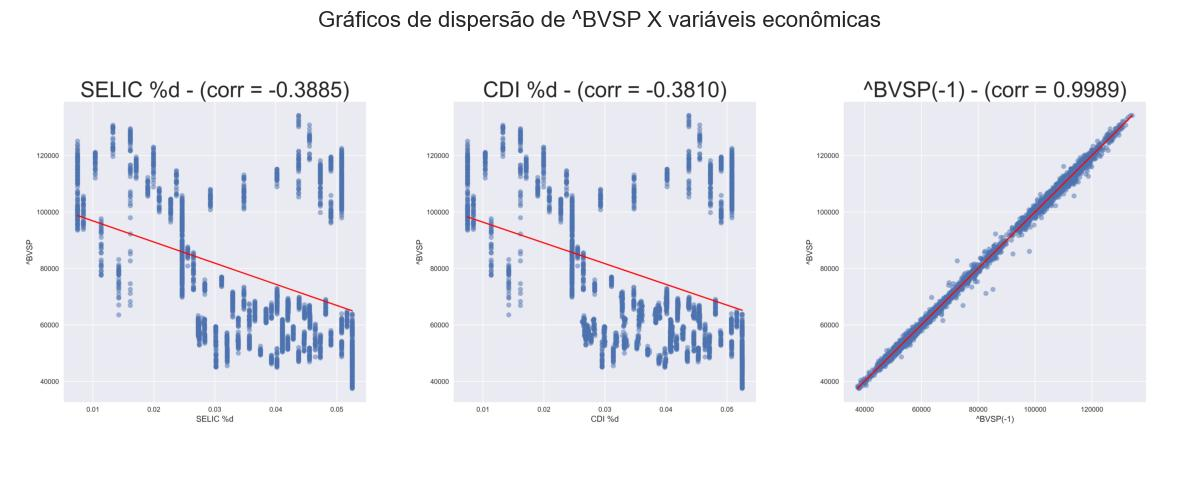 Gráficos de dispersão de ^BVSP X variáveis econômicas
SELIC %d - (corr = -0.3885)
^BVSP
120000
100000
80000
60000
40000
0.01 0.02 0.03 0.04 0.05
SELIC %d
CDI %d - (corr = -0.3810)
^BVSP
120000
100000
80000
60000
40000
0.01 0.02 0.03 0.04 0.05
CDI %d
^BVSP(-1) - (corr = 0.9989)
^BVSP
120000
100000
80000
60000
40000
40000 60000 80000 100000 120000
^BVSP(-1)